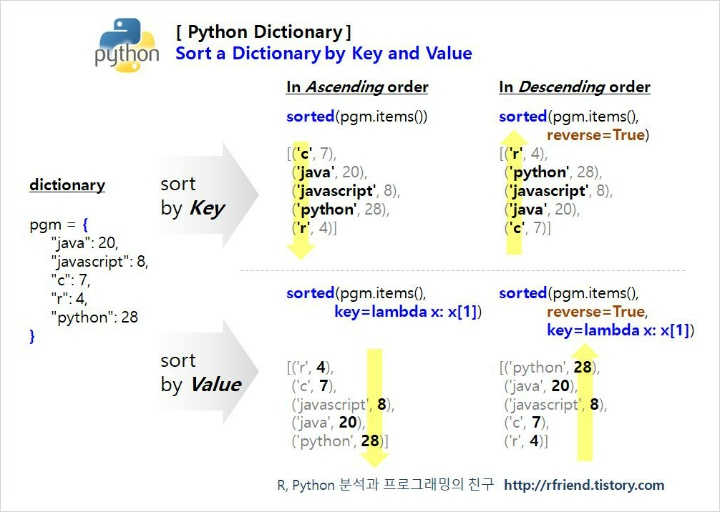 python
[ Python Dictionary ]
Sort a Dictionary by Key and Value
In Ascending order
In Descending order
sorted(pgm.items())
sorted(pgm.items(),
reverse=True)
dictionary
pgm = {
"java": 20,
"javascript": 8,
"c": 7,
"r": 4,
"python": 28
}
sort
by Key
[('c', 7),
('java', 20),
('javascript', 8),
('python', 28),
('r', 4)]
[('r', 4),
('python', 28),
('javascript', 8),
('java', 20),
('c', 7)]
sort
by Value
sorted(pgm.items(),
key=lambda x: x[1])
[('r', 4),
('c', 7),
('javascript', 8),
('java', 20),
('python', 28)]
sorted(pgm.items(),
reverse=True,
key=lambda x: x[1])
[('python', 28),
('java', 20),
('javascript', 8),
('c', 7),
('r', 4)]
R, Python 분석과 프로그래밍의 친구 http://rfriend.tistory.com